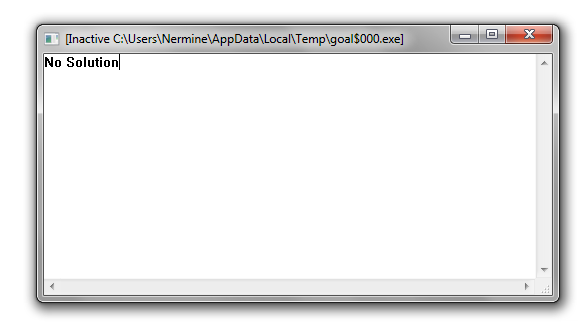 [Inactive C:\Users\Nermine\AppData\Local\Temp\goal$000.exe]
No Solution